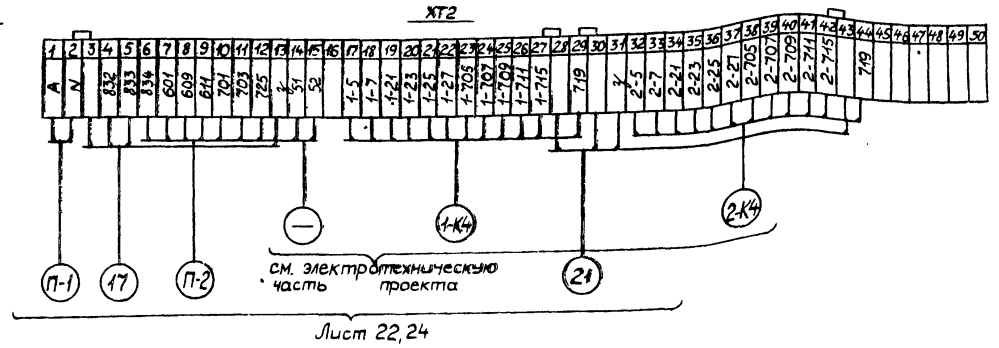 ХТ2
1 2 3 4 5 6 7 8 9 10 11 12 13 14 15 16 17 18 19 20 21 22 23 24 25 26 27 28 29 30 31 32 33 34 35 36 37 38 39 40 41 42 43 44 45 46 47 48 49 50
А N 832 833 834 601 609 611 701 703 725 51 52 1-5 1-7 1-21 1-23 1-25 1-27 1-705 1-707 1-709 1-711 1-715 719 2-5 2-7 2-21 2-23 2-25 2-27 2-705 2-707 2-709 2-711 2-715 719
— 1-К4 2-К4
П-1 17 П-2 21
см. электротехническую
часть проекта
Лист 22,24